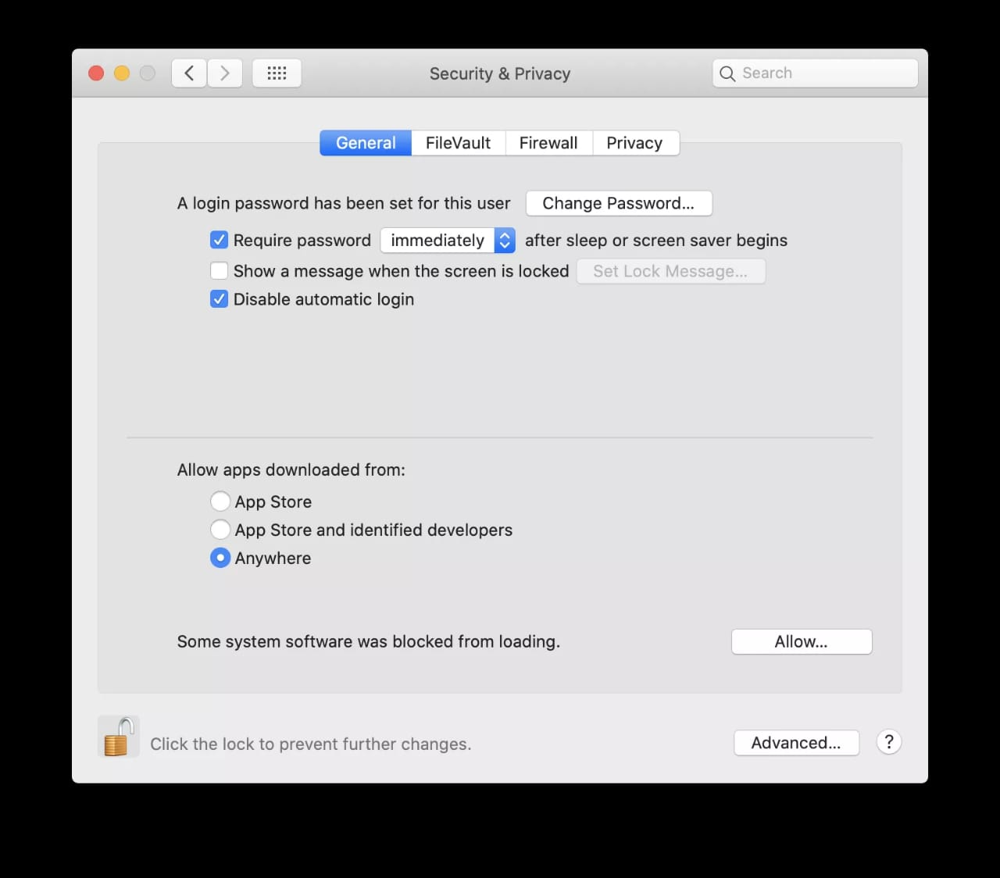 Security & Privacy
Search
General FileVault Firewall Privacy
A login password has been set for this user Change Password...
Require password immediately after sleep or screen saver begins
Show a message when the screen is locked Set Lock Message...
Disable automatic login
Allow apps downloaded from:
App Store
App Store and identified developers
Anywhere
Some system software was blocked from loading. Allow...
Click the lock to prevent further changes. Advanced... ?